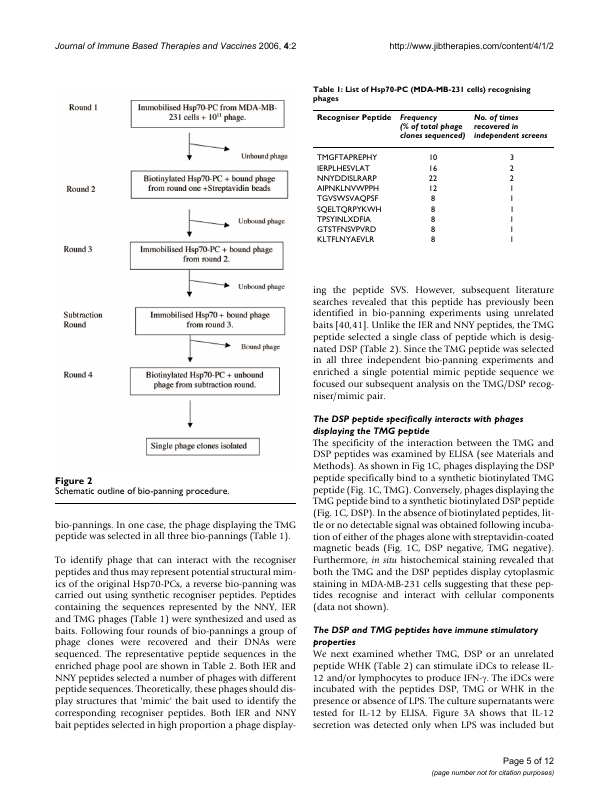 Journal of Immune Based Therapies and Vaccines 2006, 4:2
http://www.jibtherapies.com/content/4/1/2
Round 1
Immobilised Hsp70-PC from MDA-MB-
231 cells + 10¹¹ phage.
Unbound phage
Round 2
Biotinylated Hsp70-PC + bound phage
from round one +Streptavidin beads
Unbound phage
Round 3
Immobilised Hsp70-PC + bound phage
from round 2.
Unbound phage
Subtraction
Round
Immobilised Hsp70 + bound phage
from round 3.
Bound phage
Round 4
Biotinylated Hsp70-PC + unbound
phage from subtraction round.
Single phage clones isolated
Figure 2
Schematic outline of bio-panning procedure.
bio-pannings. In one case, the phage displaying the TMG
peptide was selected in all three bio-pannings (Table 1).
To identify phage that can interact with the recogniser
peptides and thus may represent potential structural mim-
ics of the original Hsp70-PCs, a reverse bio-panning was
carried out using synthetic recogniser peptides. Peptides
containing the sequences represented by the NNY, IER
and TMG phages (Table 1) were synthesized and used as
baits. Following four rounds of bio-pannings a group of
phage clones were recovered and their DNAs were
sequenced. The representative peptide sequences in the
enriched phage pool are shown in Table 2. Both IER and
NNY peptides selected a number of phages with different
peptide sequences. Theoretically, these phages should dis-
play structures that 'mimic' the bait used to identify the
corresponding recogniser peptides. Both IER and NNY
bait peptides selected in high proportion a phage display-
Table 1: List of Hsp70-PC (MDA-MB-231 cells) recognising
phages
Recogniser Peptide Frequency No. of times
(% of total phage recovered in
clones sequenced) independent screens
TMGFTAPREPHY 10 3
IERPLHESVLAT 16 2
NNYDDISLRARP 22 2
AIPNKLNVWPPH 12 1
TGVSWSVAQPSF 8 1
SQELTQRPYKWH 8 1
TPSYINLXDFIA 8 1
GTSTFNSVPVRD 8 1
KLTFLNYAEVLR 8 1
ing the peptide SVS. However, subsequent literature
searches revealed that this peptide has previously been
identified in bio-panning experiments using unrelated
baits [40,41]. Unlike the IER and NNY peptides, the TMG
peptide selected a single class of peptide which is desig-
nated DSP (Table 2). Since the TMG peptide was selected
in all three independent bio-panning experiments and
enriched a single potential mimic peptide sequence we
focused our subsequent analysis on the TMG/DSP recog-
niser/mimic pair.
The DSP peptide specifically interacts with phages
displaying the TMG peptide
The specificity of the interaction between the TMG and
DSP peptides was examined by ELISA (see Materials and
Methods). As shown in Fig 1C, phages displaying the DSP
peptide specifically bind to a synthetic biotinylated TMG
peptide (Fig. 1C, TMG). Conversely, phages displaying the
TMG peptide bind to a synthetic biotinylated DSP peptide
(Fig. 1C, DSP). In the absence of biotinylated peptides, lit-
tle or no detectable signal was obtained following incuba-
tion of either of the phages alone with streptavidin-coated
magnetic beads (Fig. 1C, DSP negative, TMG negative).
Furthermore, in situ histochemical staining revealed that
both the TMG and the DSP peptides display cytoplasmic
staining in MDA-MB-231 cells suggesting that these pep-
tides recognise and interact with cellular components
(data not shown).
The DSP and TMG peptides have immune stimulatory
properties
We next examined whether TMG, DSP or an unrelated
peptide WHK (Table 2) can stimulate iDCs to release IL-
12 and/or lymphocytes to produce IFN-γ. The iDCs were
incubated with the peptides DSP, TMG or WHK in the
presence or absence of LPS. The culture supernatants were
tested for IL-12 by ELISA. Figure 3A shows that IL-12
secretion was detected only when LPS was included but
Page 5 of 12
(page number not for citation purposes)